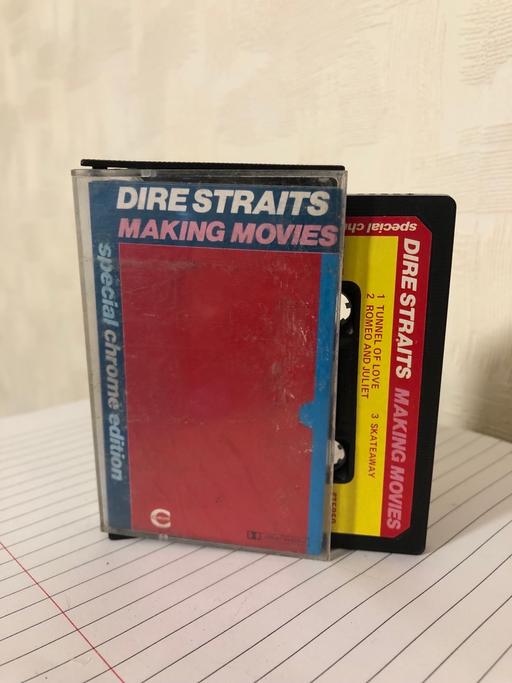 DIRE STRAITS
MAKING MOVIES
special chrome edition
special ch
DIRE STRAITS MAKING MOVIES
1 TUNNEL OF LOVE
2 ROMEO AND JULIET
3 SKATEAWAY
STEREO